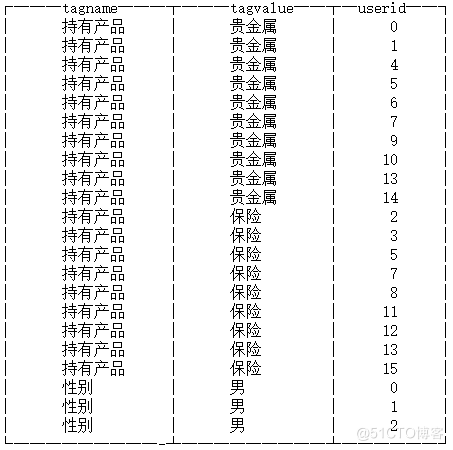 tagname tagvalue userid
持有产品 贵金属 0
持有产品 贵金属 1
持有产品 贵金属 4
持有产品 贵金属 5
持有产品 贵金属 6
持有产品 贵金属 7
持有产品 贵金属 9
持有产品 贵金属 10
持有产品 贵金属 13
持有产品 贵金属 14
持有产品 保险 2
持有产品 保险 3
持有产品 保险 5
持有产品 保险 7
持有产品 保险 8
持有产品 保险 11
持有产品 保险 12
持有产品 保险 13
持有产品 保险 15
性别 男 0
性别 男 1
性别 男 2
@51CTO博客